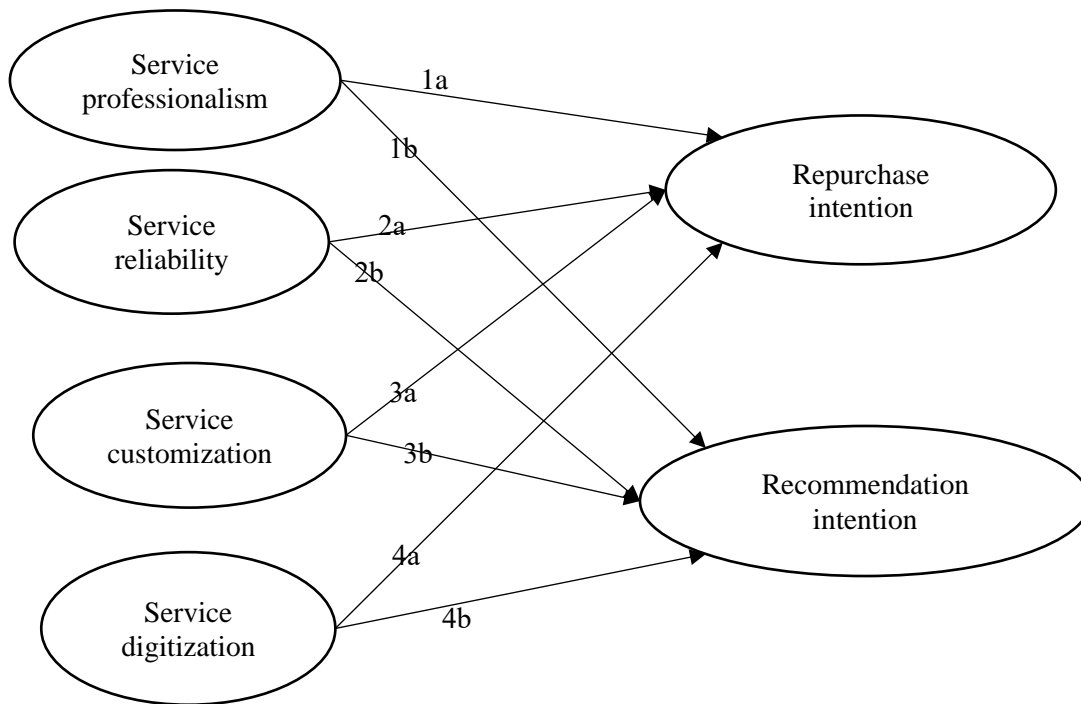 Service
professionalism
1a
1b
Repurchase
intention
Service
reliability
2a
2b
Service
customization
3a
3b
Recommendation
intention
Service
digitization
4a
4b